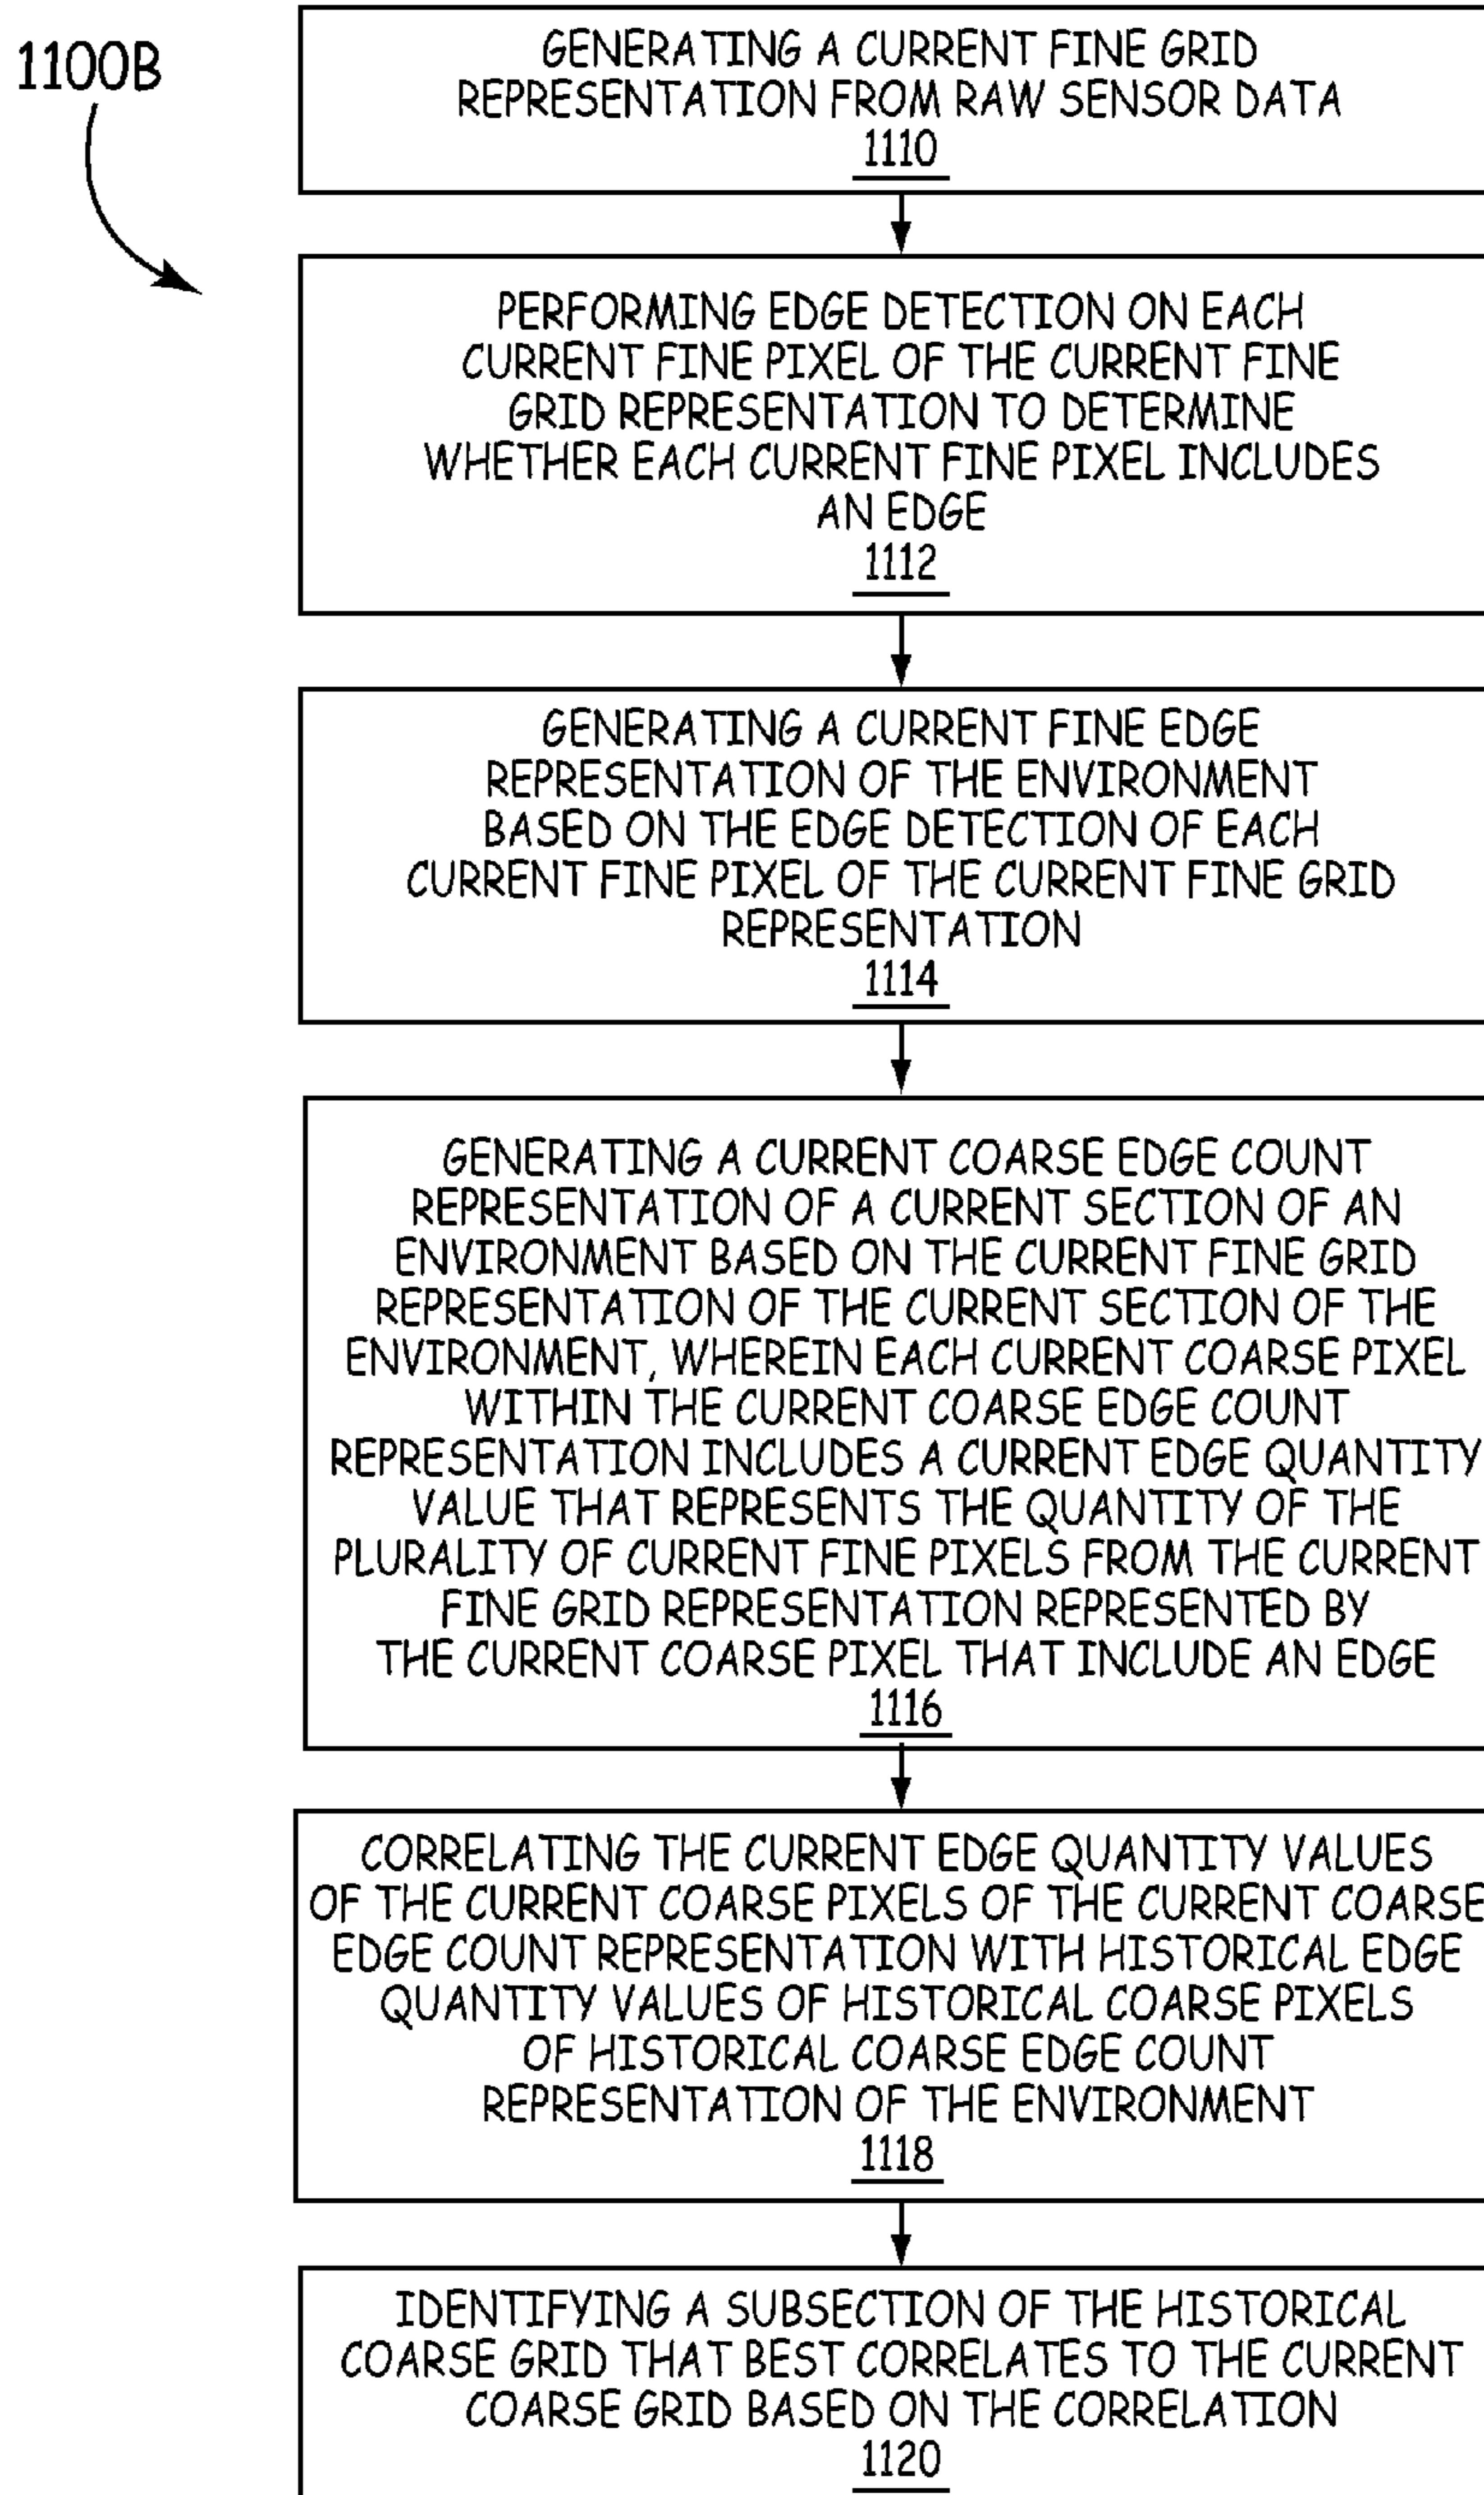 1100B
GENERATING A CURRENT FINE GRID
REPRESENTATION FROM RAW SENSOR DATA
1110
PERFORMING EDGE DETECTION ON EACH
CURRENT FINE PIXEL OF THE CURRENT FINE
GRID REPRESENTATION TO DETERMINE
WHETHER EACH CURRENT FINE PIXEL INCLUDES
AN EDGE
1112
GENERATING A CURRENT FINE EDGE
REPRESENTATION OF THE ENVIRONMENT
BASED ON THE EDGE DETECTION OF EACH
CURRENT FINE PIXEL OF THE CURRENT FINE GRID
REPRESENTATION
1114
GENERATING A CURRENT COARSE EDGE COUNT
REPRESENTATION OF A CURRENT SECTION OF AN
ENVIRONMENT BASED ON THE CURRENT FINE GRID
REPRESENTATION OF THE CURRENT SECTION OF THE
ENVIRONMENT, WHEREIN EACH CURRENT COARSE PIXEL
WITHIN THE CURRENT COARSE EDGE COUNT
REPRESENTATION INCLUDES A CURRENT EDGE QUANTITY
VALUE THAT REPRESENTS THE QUANTITY OF THE
PLURALITY OF CURRENT FINE PIXELS FROM THE CURRENT
FINE GRID REPRESENTATION REPRESENTED BY
THE CURRENT COARSE PIXEL THAT INCLUDE AN EDGE
1116
CORRELATING THE CURRENT EDGE QUANTITY VALUES
OF THE CURRENT COARSE PIXELS OF THE CURRENT COARSE
EDGE COUNT REPRESENTATION WITH HISTORICAL EDGE
QUANTITY VALUES OF HISTORICAL COARSE PIXELS
OF HISTORICAL COARSE EDGE COUNT
REPRESENTATION OF THE ENVIRONMENT
1118
IDENTIFYING A SUBSECTION OF THE HISTORICAL
COARSE GRID THAT BEST CORRELATES TO THE CURRENT
COARSE GRID BASED ON THE CORRELATION
1120